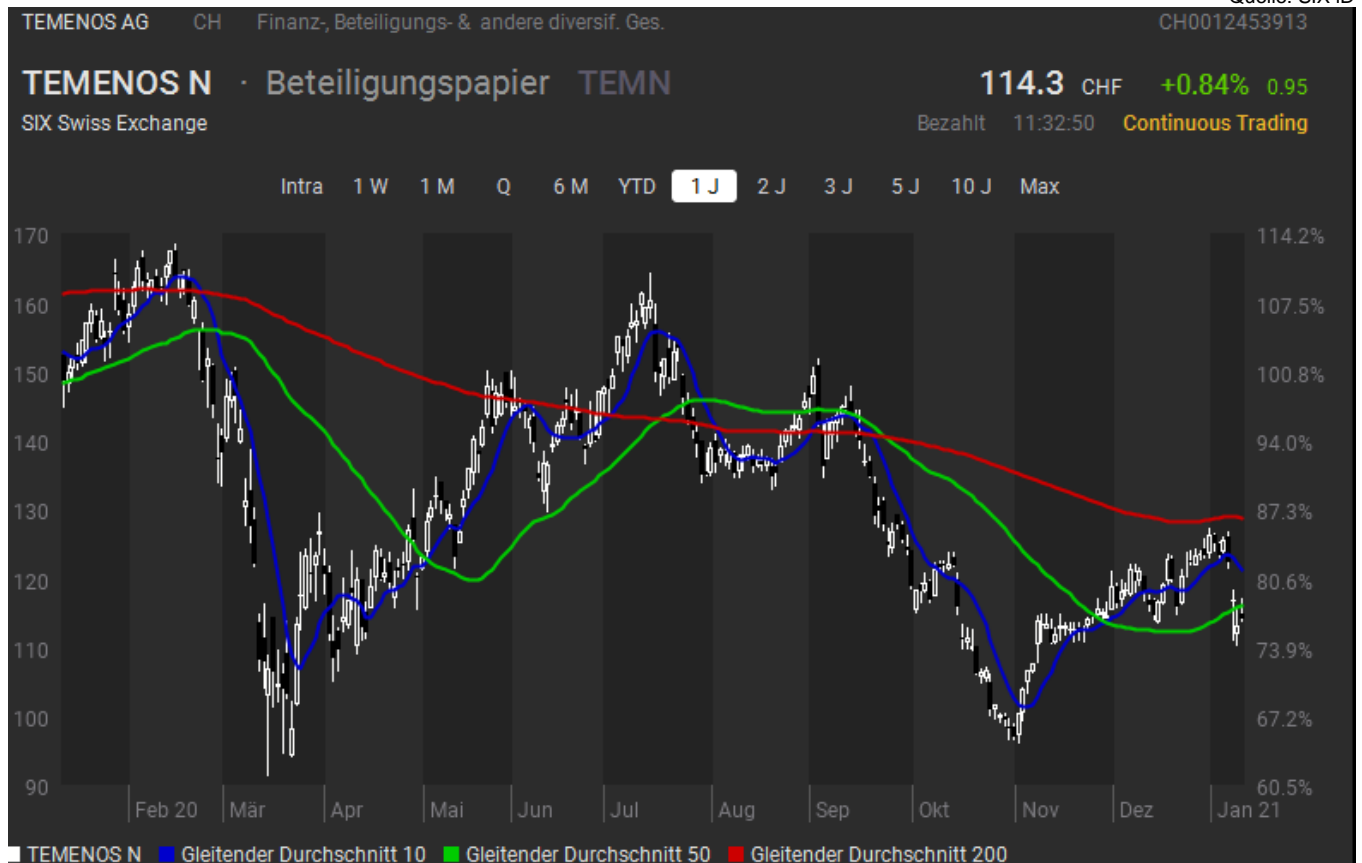 Quelle: SIX iD
TEMENOS AG CH Finanz-, Beteiligungs- & andere diversif. Ges. CH0012453913
TEMENOS N · Beteiligungspapier TEMN 114.3 CHF +0.84% 0.95
SIX Swiss Exchange Bezahlt 11:32:50 Continuous Trading
Intra 1 W 1 M Q 6 M YTD 1 J 2 J 3 J 5 J 10 J Max
170 114.2%
160 107.5%
150 100.8%
140 94.0%
130 87.3%
120 80.6%
110 73.9%
100 67.2%
90 60.5%
Feb 20 Mär Apr Mai Jun Jul Aug Sep Okt Nov Dez Jan 21
TEMENOS N Gleitender Durchschnitt 10 Gleitender Durchschnitt 50 Gleitender Durchschnitt 200